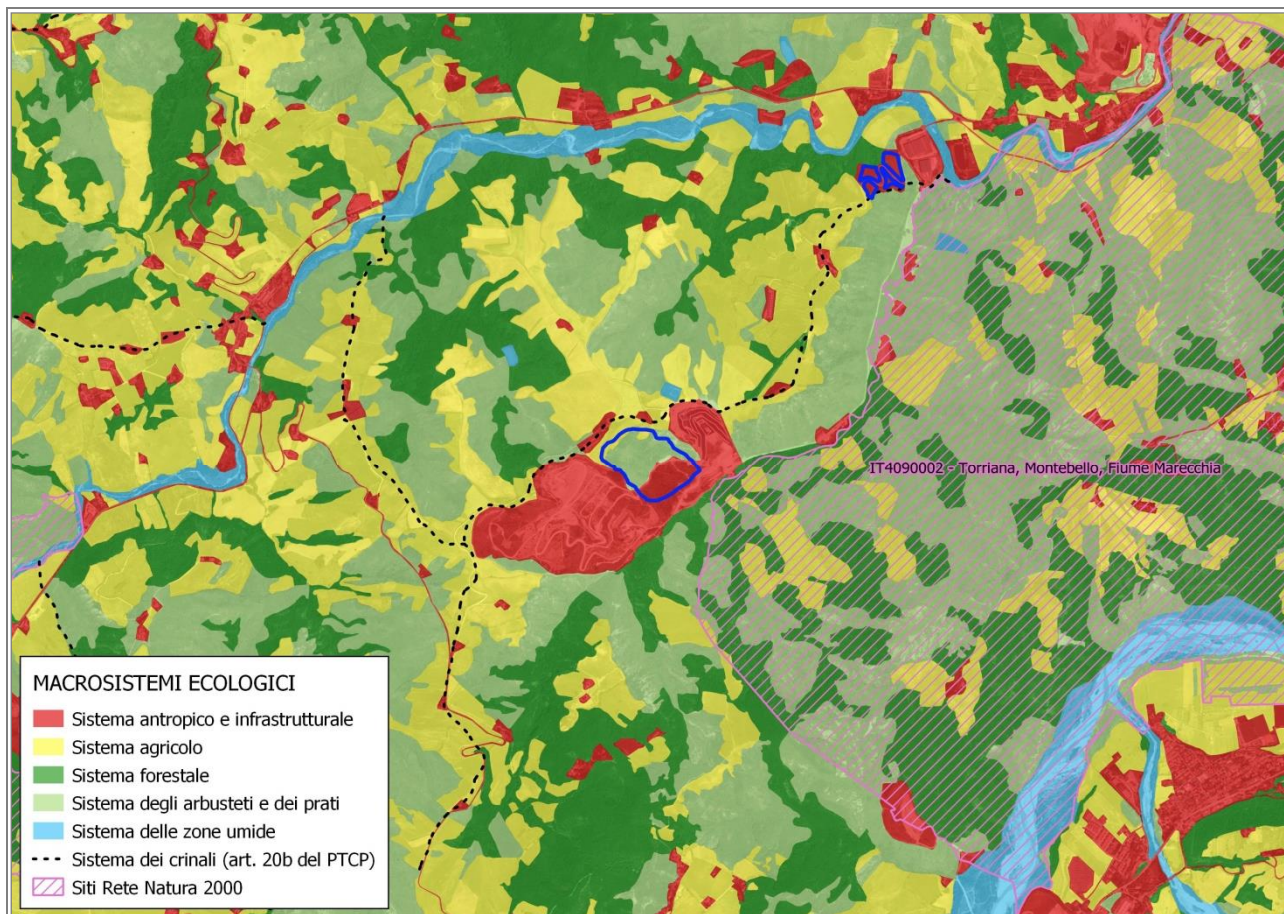 IT4090002 - Torriana, Montebello, Fiume Marecchia
MACROSISTEMI ECOLOGICI
Sistema antropico e infrastrutturale
Sistema agricolo
Sistema forestale
Sistema degli arbusteti e dei prati
Sistema delle zone umide
Sistema dei crinali (art. 20b del PTCP)
Siti Rete Natura 2000